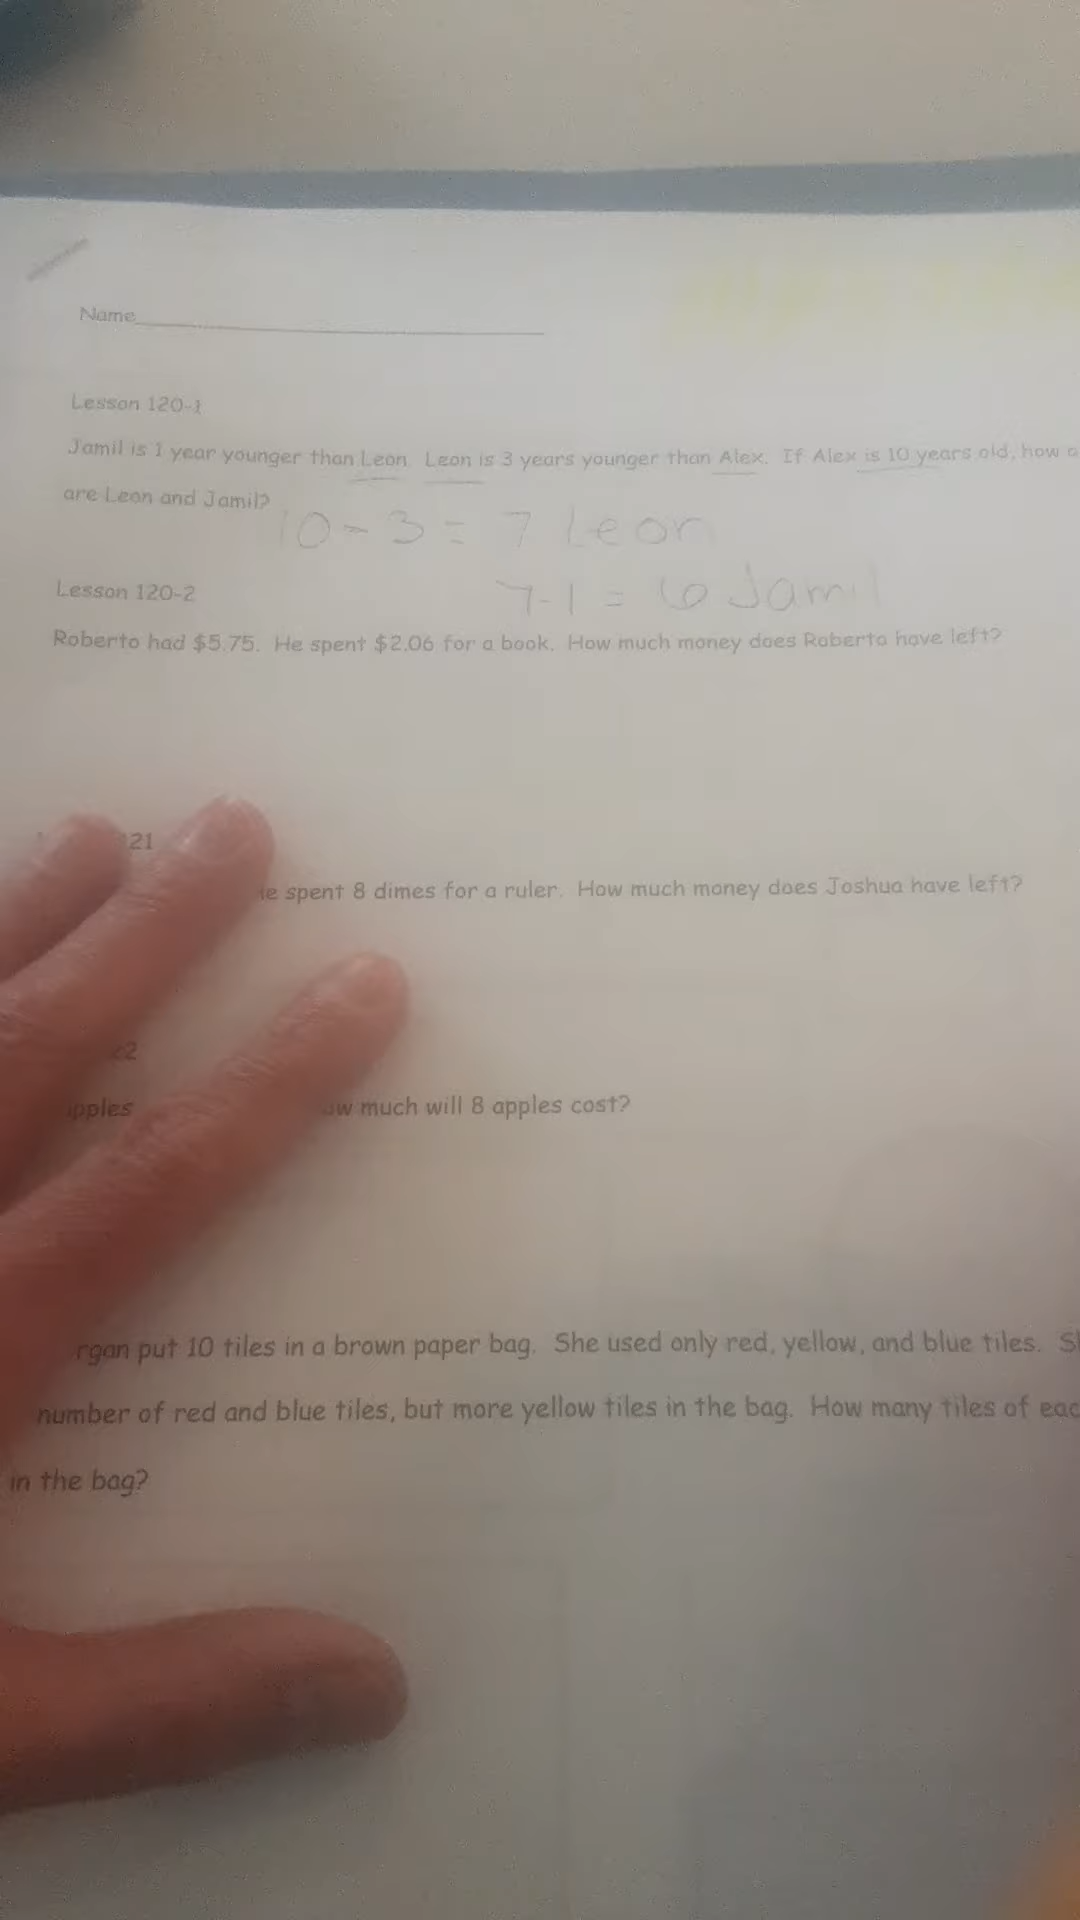 Name
Lesson 120-1
Jamil is 1 year younger than Leon. Leon is 3 years younger than Alex. If Alex is 10 years old, how
are Leon and Jamil?
10 - 3 = 7 Leon
7-1 = 6 Jamil
Lesson 120-2
Roberto had $5.75. He spent $2.06 for a book. How much money does Roberto have left?
21
spent 8 dimes for a ruler. How much money does Joshua have left?
much will 8 apples cost?
put 10 tiles in a brown paper bag. She used only red, yellow, and blue tiles.
number of red and blue tiles, but more yellow tiles in the bag. How many tiles of
in the bag?